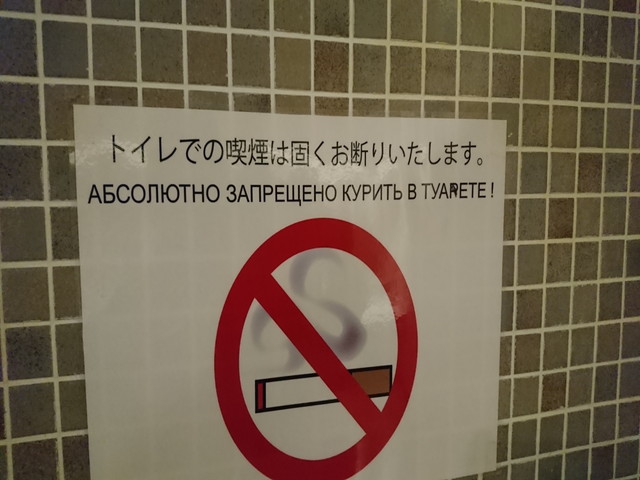 トイレでの喫煙は固くお断りいたします。
АБСОЛЮТНО ЗАПРЕЩЕНО КУРИТЬ В !